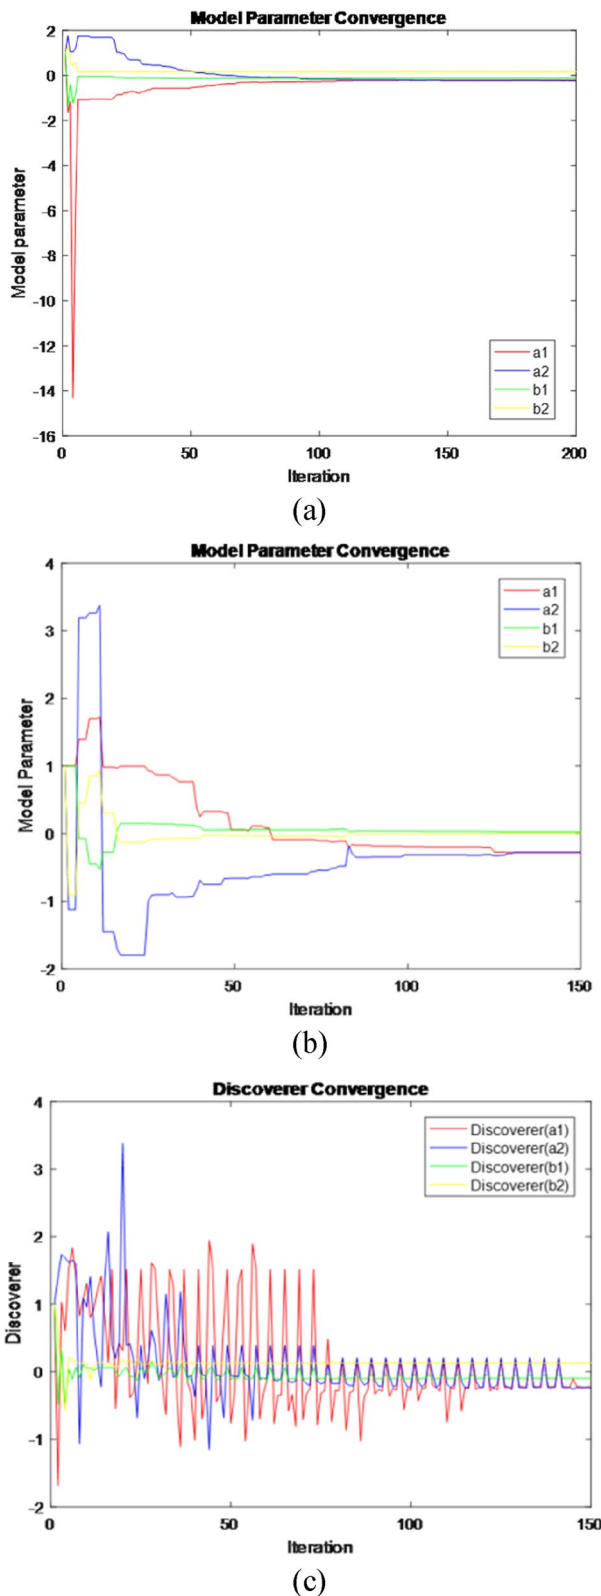 Model Parameter Convergence
2
0
-2
-4
-6
-8
-10
-12
-14
-16
Model parameter
a1
a2
b1
b2
0 50 100 150 200
Iteration
(a)
Model Parameter Convergence
4
3
2
1
0
-1
-2
Model Parameter
a1
a2
b1
b2
0 50 100 150
Iteration
(b)
Discoverer Convergence
4
3
2
1
0
-1
-2
Discoverer
Discoverer(a1)
Discoverer(a2)
Discoverer(b1)
Discoverer(b2)
0 50 100 150
Iteration
(c)